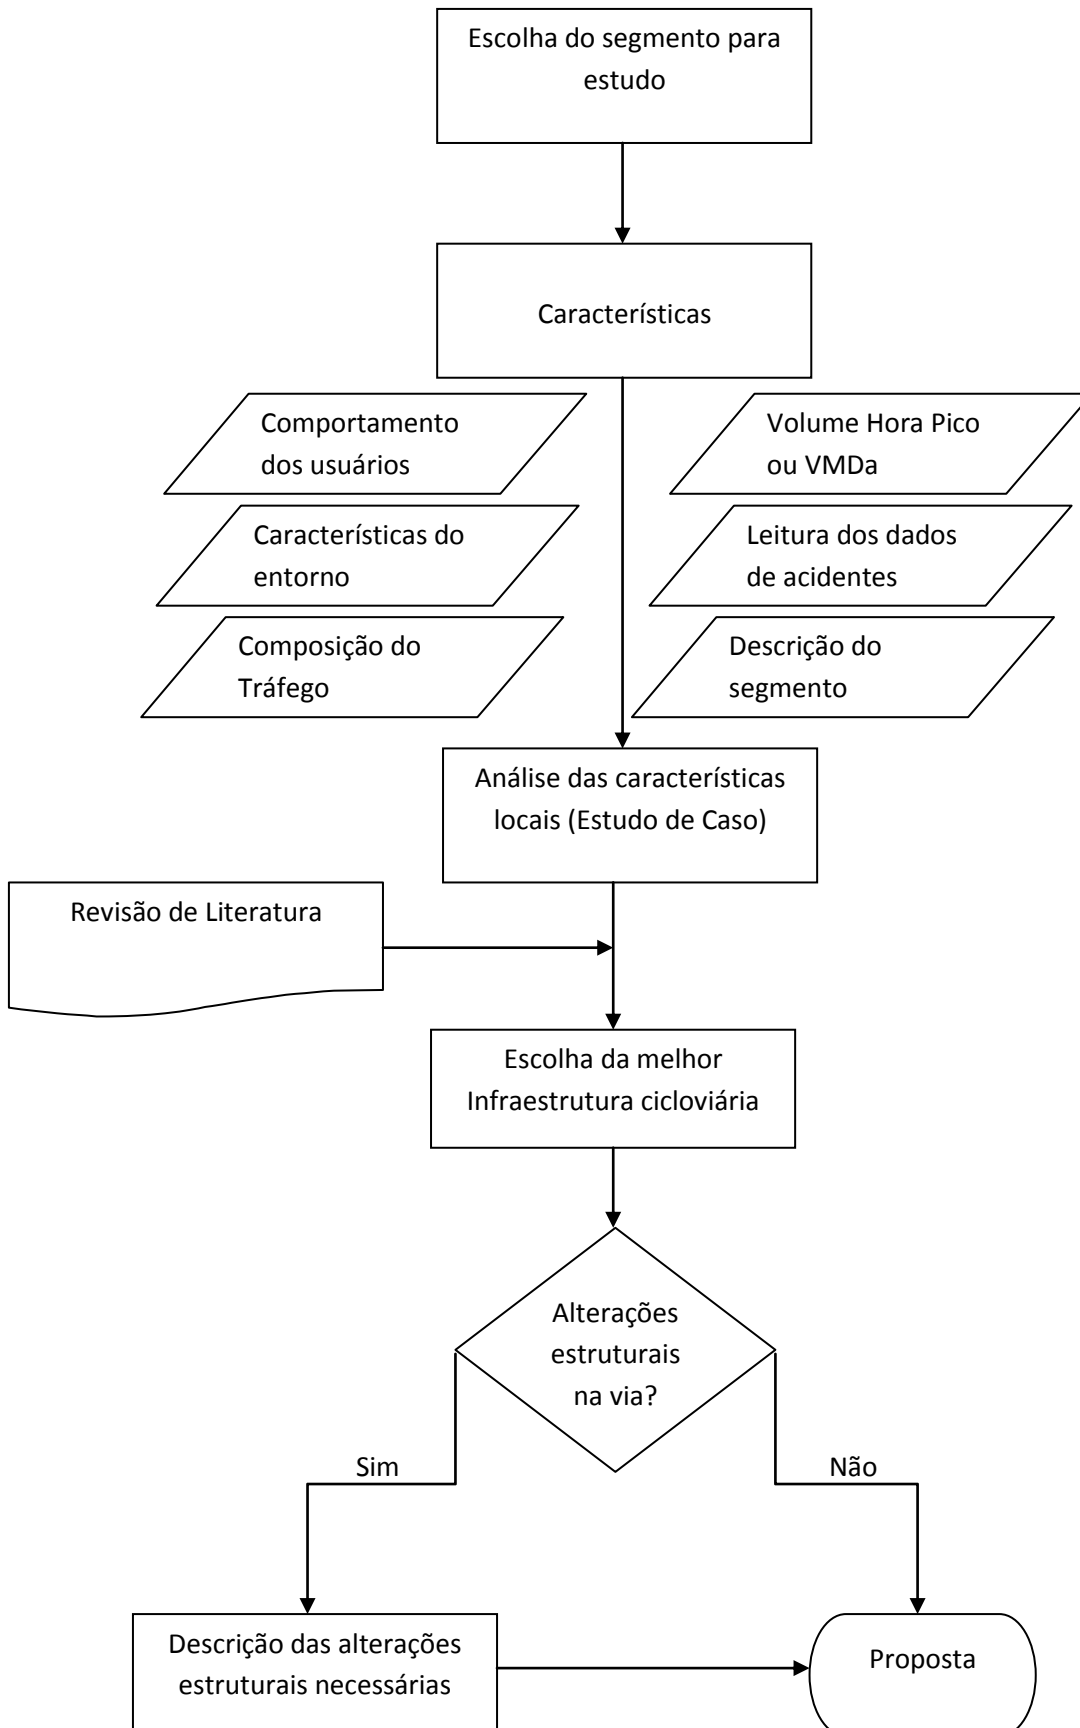 Escolha do segmento para
estudo
Características
Comportamento
dos usuários
Volume Hora Pico
ou VMDa
Características do
entorno
Leitura dos dados
de acidentes
Composição do
Tráfego
Descrição do
segmento
Análise das características
locais (Estudo de Caso)
Revisão de Literatura
Escolha da melhor
Infraestrutura cicloviária
Alterações
estruturais
na via?
Sim
Não
Descrição das alterações
estruturais necessárias
Proposta